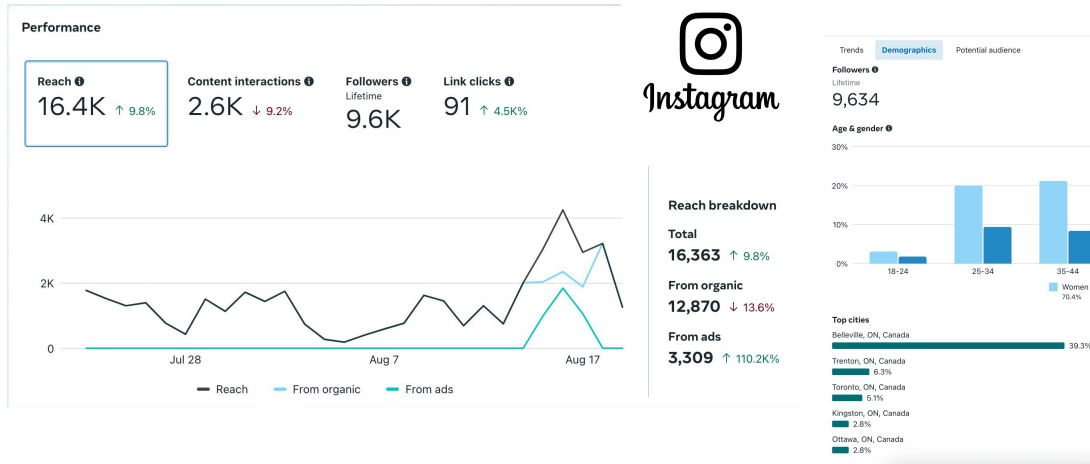 Performance
Reach
16.4K ↑ 9.8%
Content interactions
2.6K ↓ 9.2%
Followers
Lifetime
9.6K
Link clicks
91 ↑ 4.5K%
4K
2K
0
Jul 28
Aug 7
Aug 17
Reach
From organic
From ads
Instagram
Reach breakdown
Total
16,363 ↑ 9.8%
From organic
12,870 ↓ 13.6%
From ads
3,309 ↑ 110.2K%
Trends
Demographics
Potential audience
Followers
Lifetime
9,634
Age & gender
30%
20%
10%
0%
18-24
25-34
35-44
Women
70.4%
Top cities
Belleville, ON, Canada
39.3%
Trenton, ON, Canada
6.3%
Toronto, ON, Canada
5.1%
Kingston, ON, Canada
2.8%
Ottawa, ON, Canada
2.8%